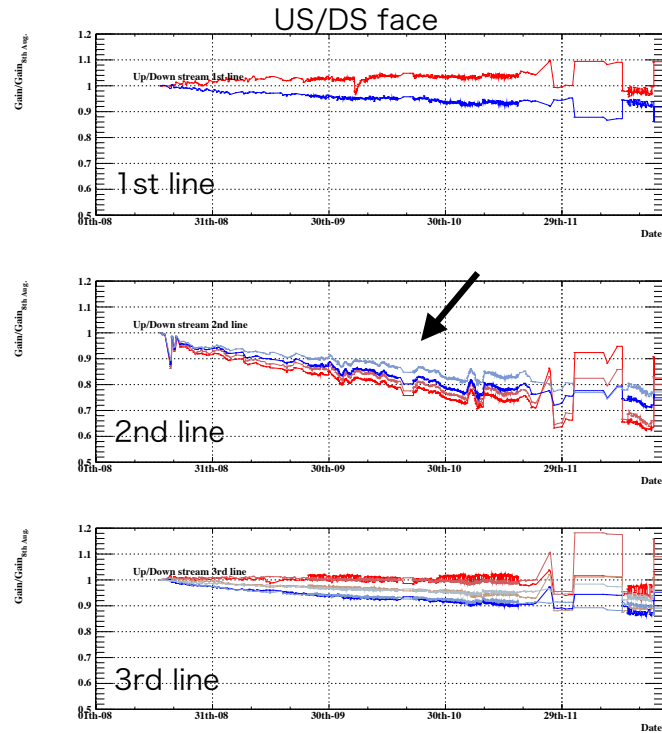 US/DS face
Gain/Gain8th Aug.
1.2
1.1
1
0.9
0.8
0.7
0.6
0.5
Up/Down stream 1st line
1st line
01th-08 31th-08 30th-09 30th-10 29th-11
Date
Gain/Gain8th Aug.
1.2
1.1
1
0.9
0.8
0.7
0.6
0.5
Up/Down stream 2nd line
2nd line
01th-08 31th-08 30th-09 30th-10 29th-11
Date
Gain/Gain8th Aug.
1.2
1.1
1
0.9
0.8
0.7
0.6
0.5
Up/Down stream 3rd line
3rd line
01th-08 31th-08 30th-09 30th-10 29th-11
Date